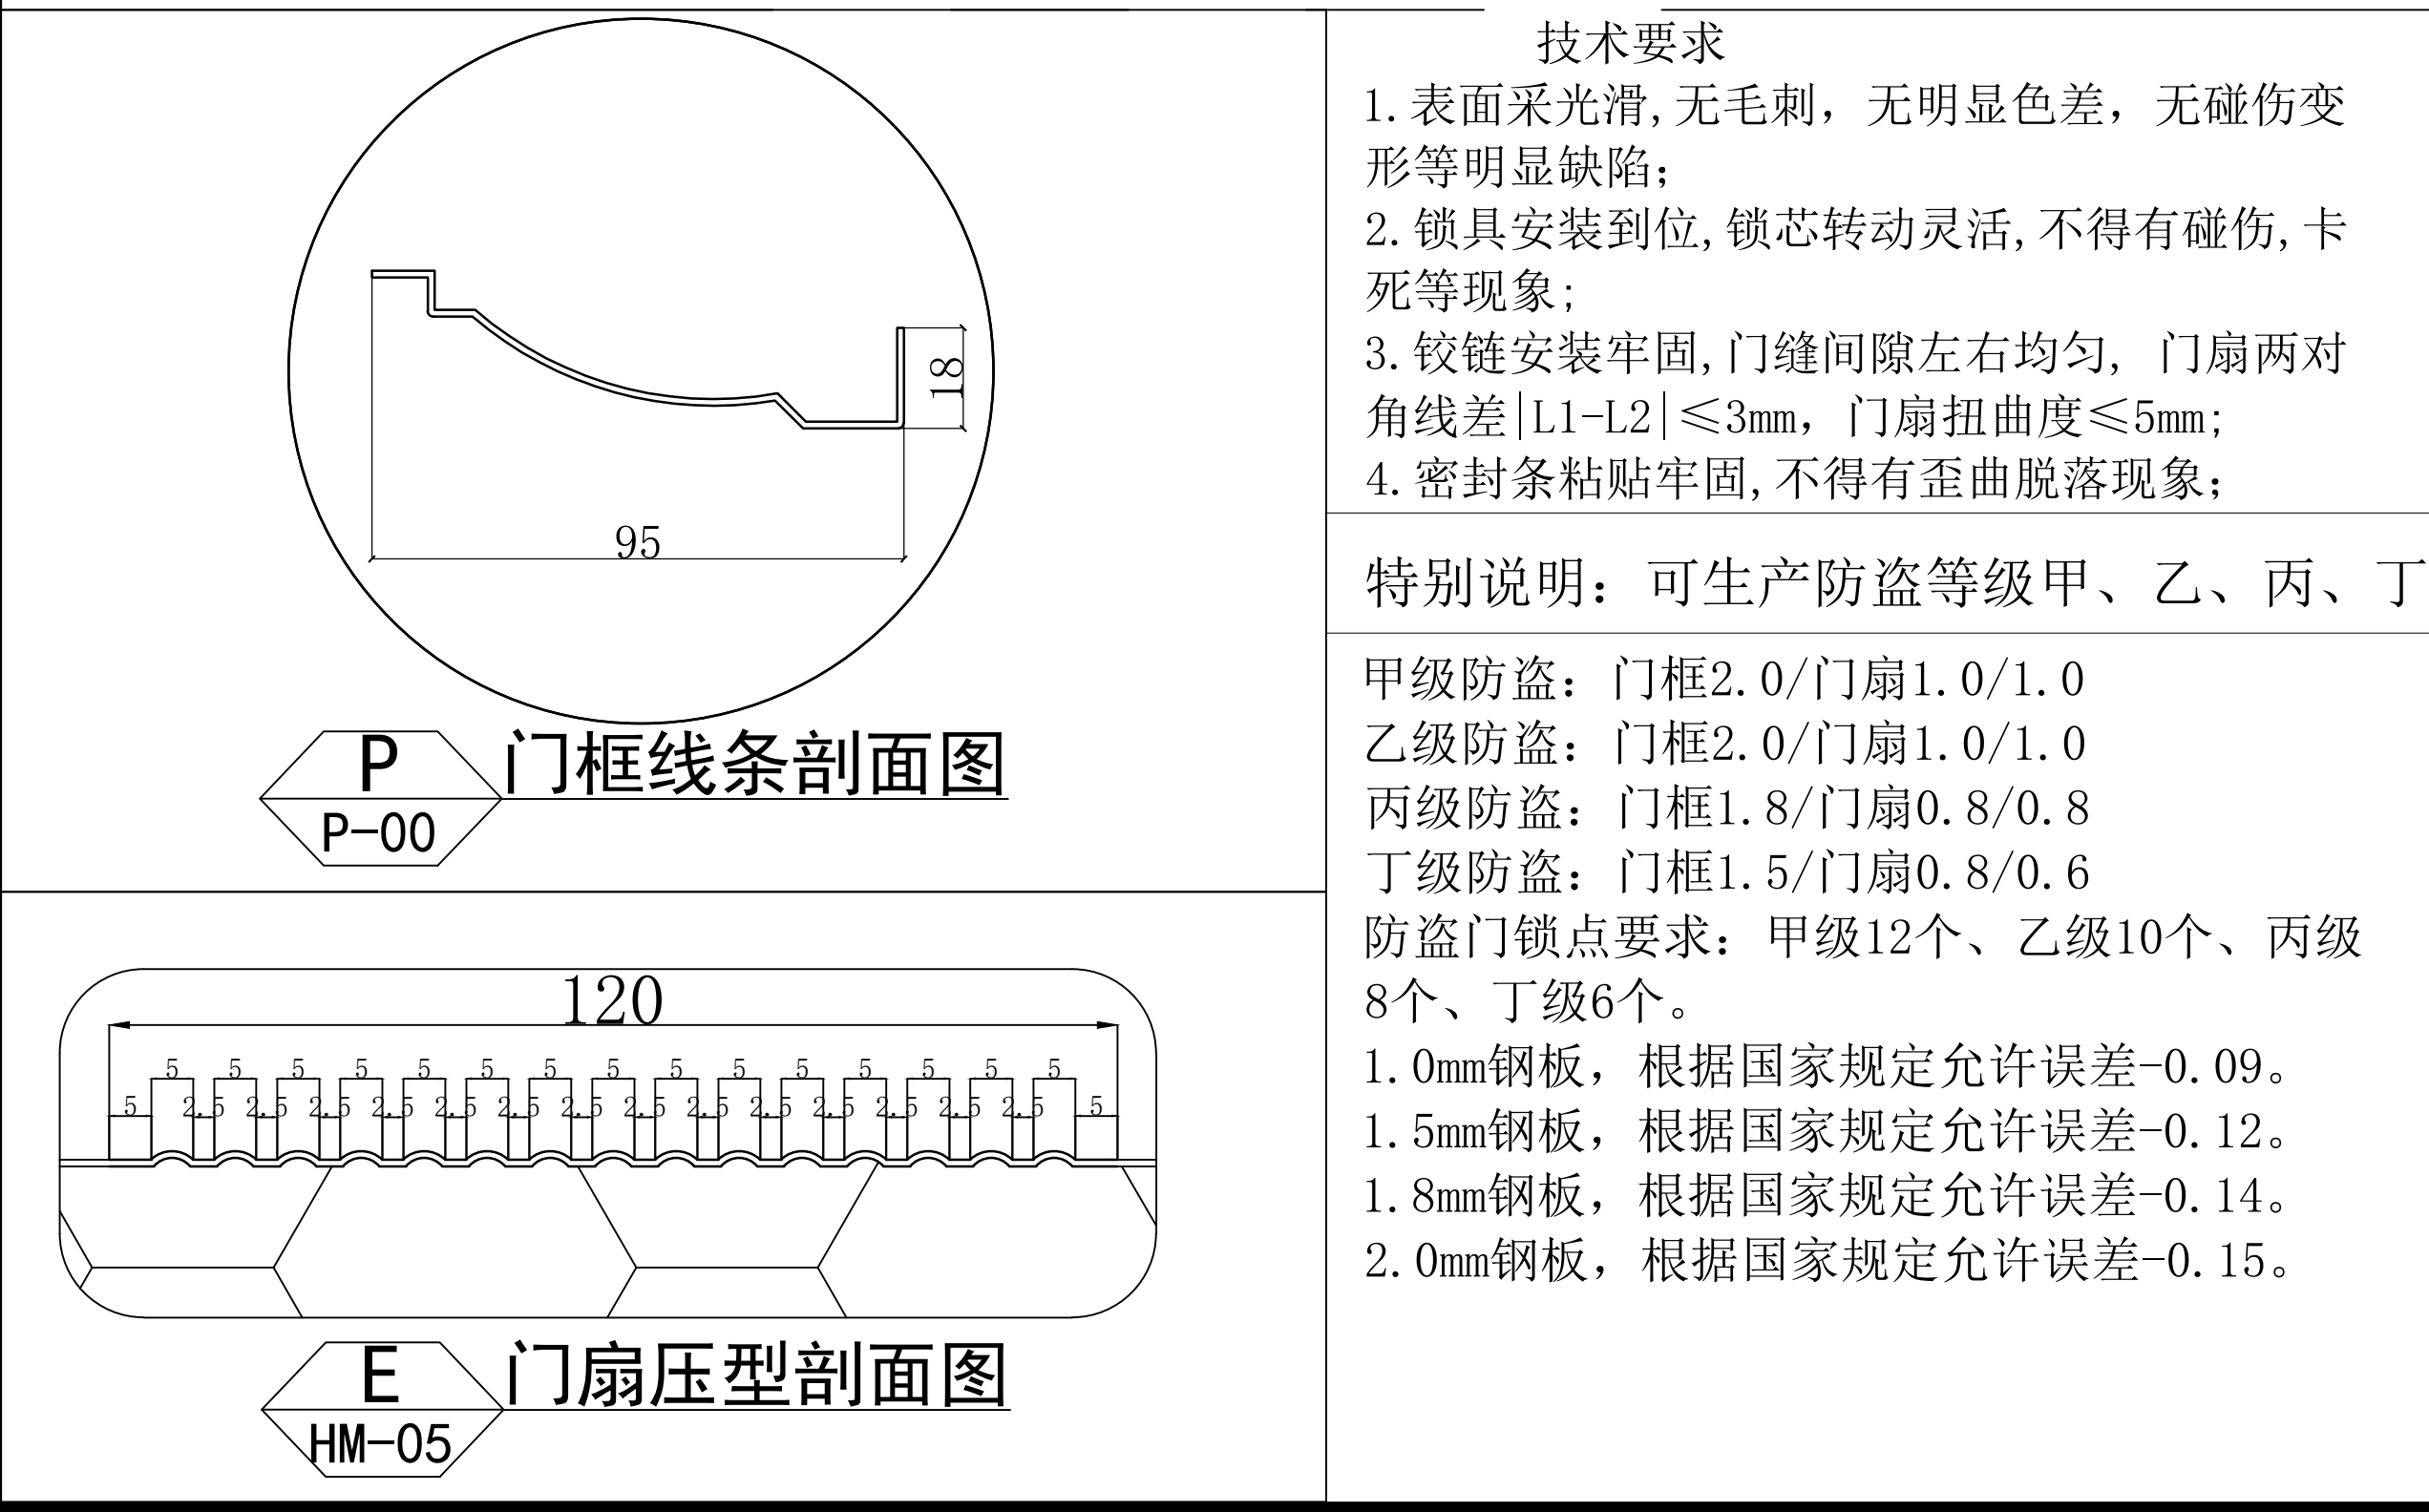 18
95
P
P-00
门框线条剖面图
120
5 5 5 5 5 5 5 5 5 5 5 5 5 5 5
5 2.5 2.5 2.5 2.5 2.5 2.5 2.5 2.5 2.5 2.5 2.5 2.5 2.5 2.5 5
E
HM-05
门扇压型剖面图
技术要求
1.表面采光滑,无毛刺，无明显色差，无碰伤变
形等明显缺陷；
2.锁具安装到位,锁芯转动灵活,不得有碰伤,卡
死等现象;
3.铰链安装牢固,门缝间隙左右均匀, 门扇两对
角线差|L1-L2|≤3mm，门扇扭曲度≤5mm;
4.密封条粘贴牢固,不得有歪曲脱落现象；
特别说明：可生产防盗等级甲、乙、丙、丁
甲级防盗：门框2.0/门扇1.0/1.0
乙级防盗：门框2.0/门扇1.0/1.0
丙级防盗：门框1.8/门扇0.8/0.8
丁级防盗：门框1.5/门扇0.8/0.6
防盗门锁点要求：甲级12个、乙级10个、丙级
8个、丁级6个。
1.0mm钢板，根据国家规定允许误差-0.09。
1.5mm钢板，根据国家规定允许误差-0.12。
1.8mm钢板，根据国家规定允许误差-0.14。
2.0mm钢板，根据国家规定允许误差-0.15。